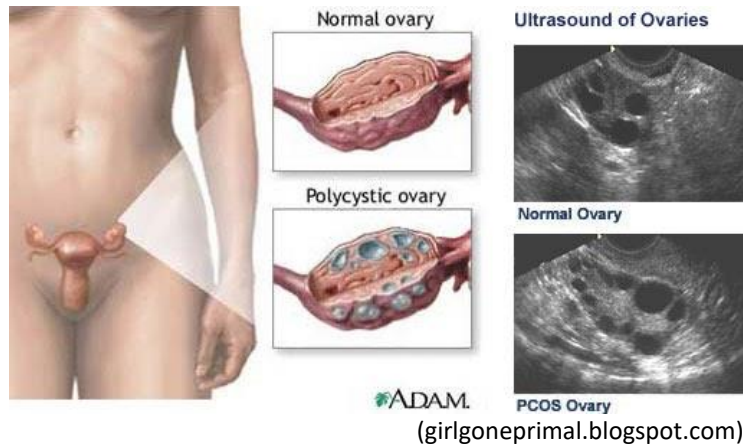 Normal ovary
Polycystic ovary
ADAM.
Ultrasound of Ovaries
Normal Ovary
PCOS Ovary
(girlgoneprimal.blogspot.com)